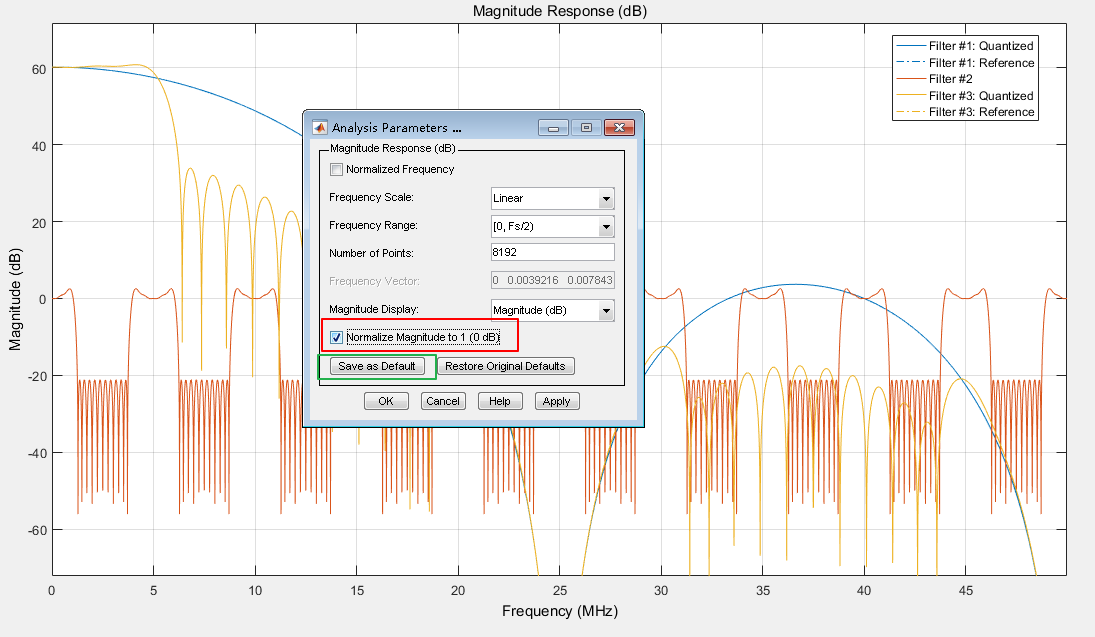 Magnitude Response (dB)
Filter #1: Quantized
Filter #1: Reference
Filter #2
Filter #3: Quantized
Filter #3: Reference
Analysis Parameters ...
Magnitude Response (dB)
Normalized Frequency
Frequency Scale: Linear
Frequency Range: [0, Fs/2)
Number of Points: 8192
Frequency Vector: 0 0.0039216 0.007843
Magnitude Display: Magnitude (dB)
Normalize Magnitude to 1 (0 dB)
Save as Default Restore Original Defaults
OK Cancel Help Apply
Magnitude (dB)
60
40
20
0
-20
-40
-60
0 5 10 15 20 25 30 35 40 45
Frequency (MHz)